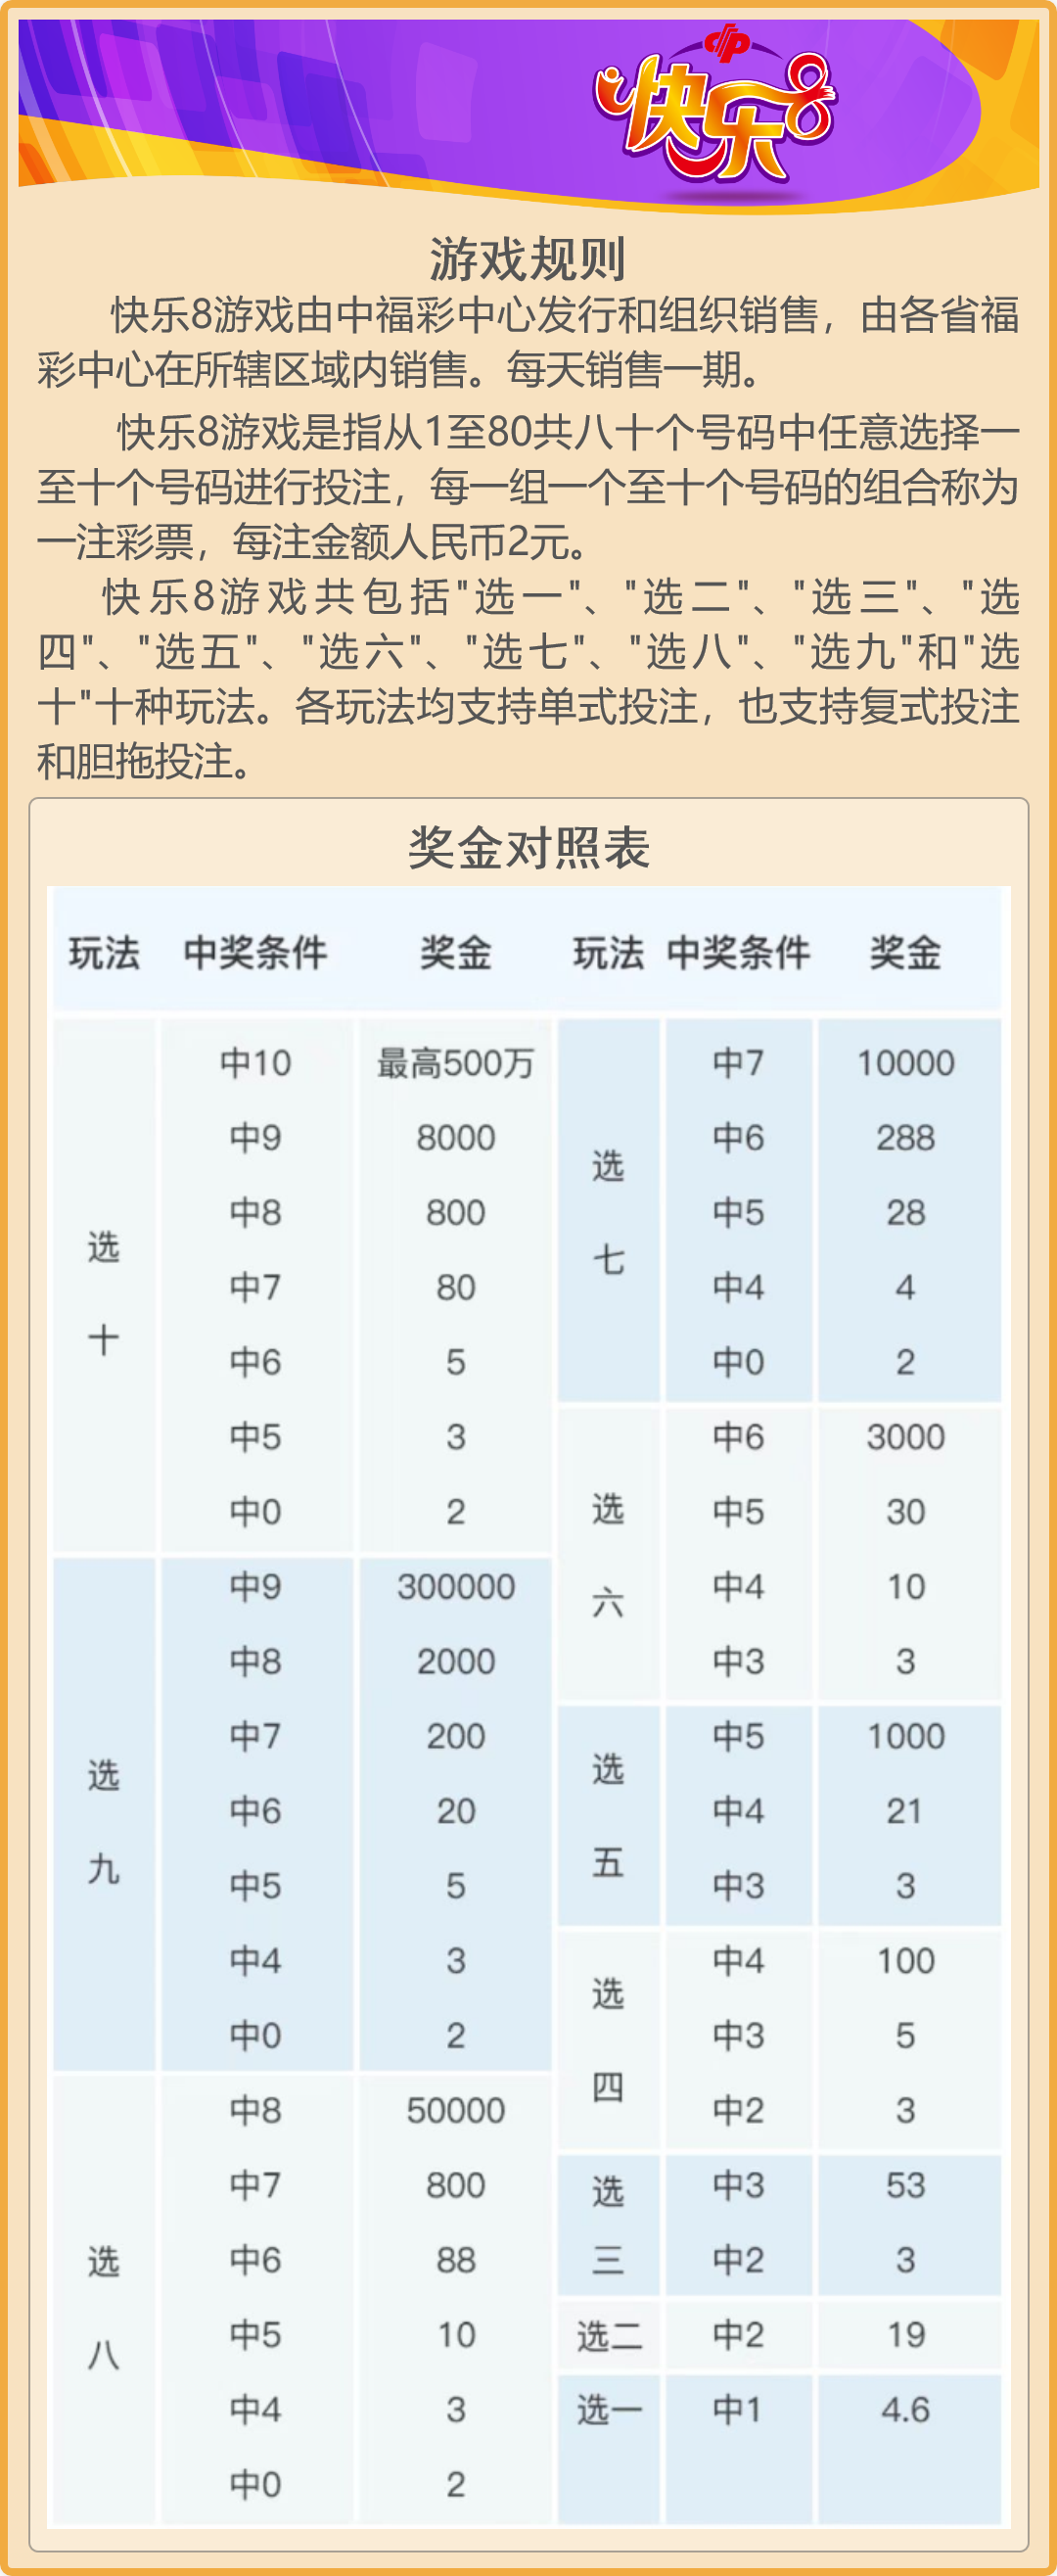 快乐8
游戏规则
快乐8游戏由中福彩中心发行和组织销售，由各省福
彩中心在所辖区域内销售。每天销售一期。
快乐8游戏是指从1至80共八十个号码中任意选择一
至十个号码进行投注，每一组一个至十个号码的组合称为
一注彩票，每注金额人民币2元。
快乐8游戏共包括"选一"、"选二"、"选三"、"选
四"、"选五"、"选六"、"选七"、"选八"、"选九"和"选
十"十种玩法。各玩法均支持单式投注，也支持复式投注
和胆拖投注。
奖金对照表
玩法 中奖条件 奖金 玩法 中奖条件 奖金
选十
中10 最高500万
中9 8000
中8 800
中7 80
中6 5
中5 3
中0 2
选九
中9 300000
中8 2000
中7 200
中6 20
中5 5
中4 3
中0 2
选八
中8 50000
中7 800
中6 88
中5 10
中4 3
中0 2
选七
中7 10000
中6 288
中5 28
中4 4
中0 2
选六
中6 3000
中5 30
中4 10
中3 3
选五
中5 1000
中4 21
中3 3
选四
中4 100
中3 5
中2 3
选三
中3 53
中2 3
选二 中2 19
选一 中1 4.6